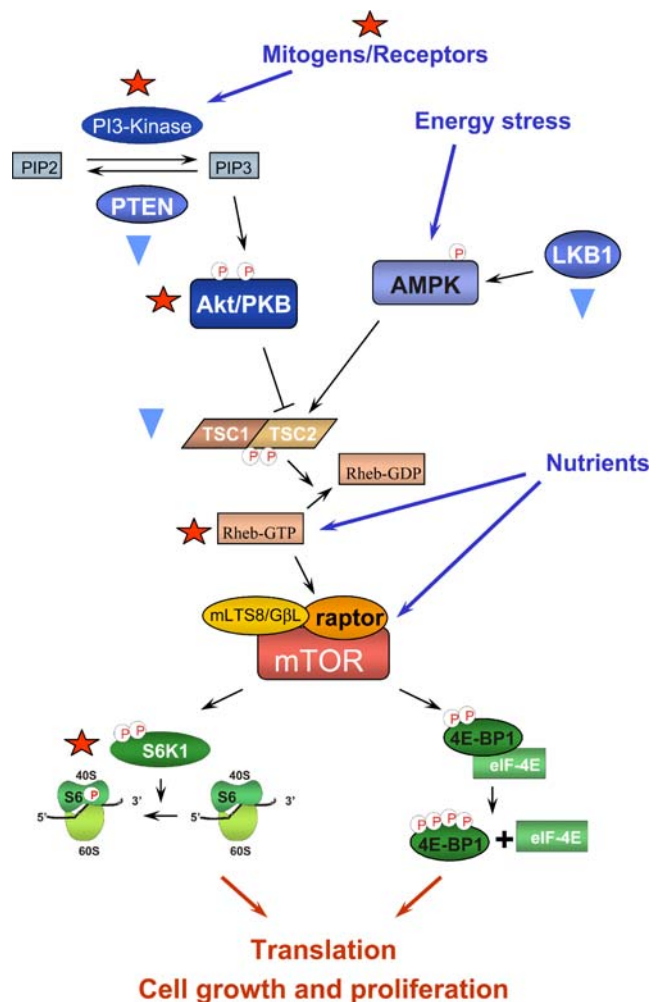 Mitogens/Receptors
PI3-Kinase
Energy stress
PIP2
PIP3
PTEN
P
LKB1
P P
AMPK
Akt/PKB
TSC1 TSC2
P P
Rheb-GDP
Nutrients
Rheb-GTP
mLTS8/GβL raptor
mTOR
P P
S6K1
P P
4E-BP1
eIF-4E
40S
S6 P
5' 3'
60S
40S
S6
5' 3'
60S
P P P P
4E-BP1 + eIF-4E
Translation
Cell growth and proliferation